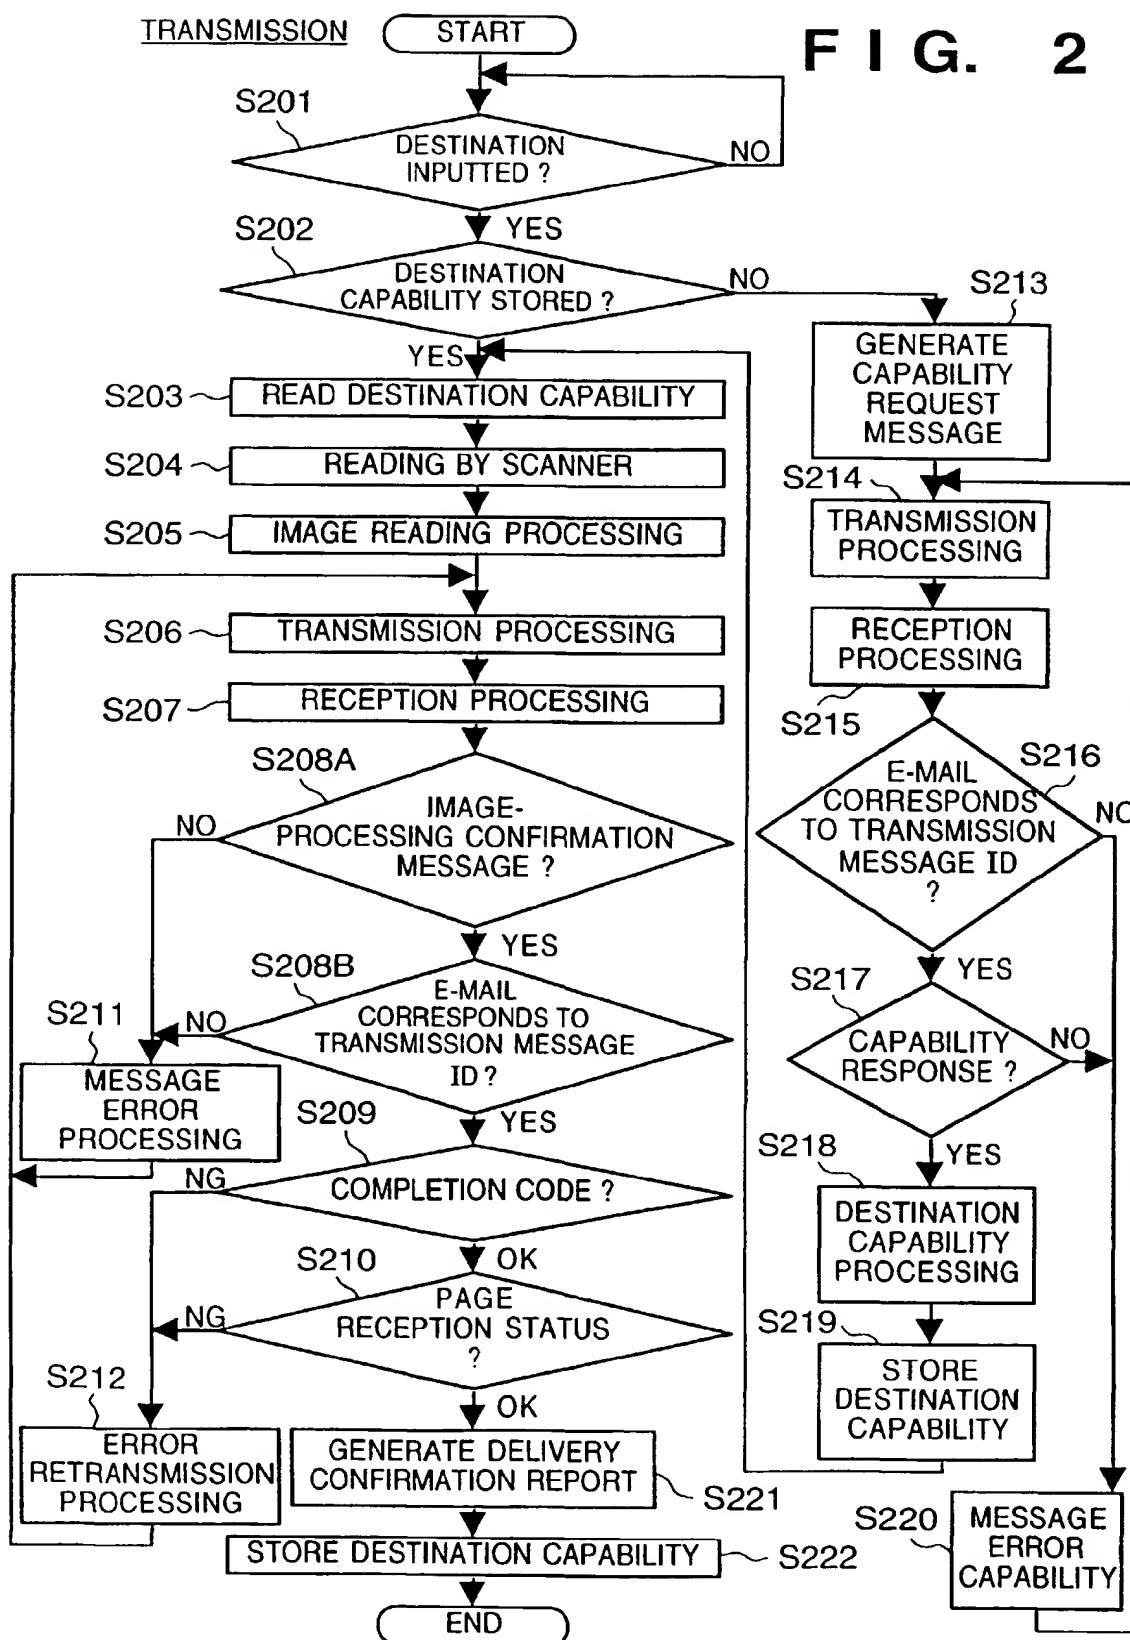 TRANSMISSION
START
FIG. 2
S201
DESTINATION
INPUTTED ?
NO
YES
S202
DESTINATION
CAPABILITY STORED ?
NO
YES
S203
READ DESTINATION CAPABILITY
S204
READING BY SCANNER
S205
IMAGE READING PROCESSING
S206
TRANSMISSION PROCESSING
S207
RECEPTION PROCESSING
S208A
IMAGE-
PROCESSING CONFIRMATION
MESSAGE ?
NO
YES
S208B
E-MAIL
CORRESPONDS TO
TRANSMISSION MESSAGE
ID ?
NO
YES
S211
MESSAGE
ERROR
PROCESSING
S209
COMPLETION CODE ?
NG
OK
S210
PAGE
RECEPTION STATUS
?
NG
OK
S212
ERROR
RETRANSMISSION
PROCESSING
GENERATE DELIVERY
CONFIRMATION REPORT
S221
STORE DESTINATION CAPABILITY
S222
END
S213
GENERATE
CAPABILITY
REQUEST
MESSAGE
S214
TRANSMISSION
PROCESSING
RECEPTION
PROCESSING
S215
S216
E-MAIL
CORRESPONDS
TO TRANSMISSION
MESSAGE ID
?
NO
YES
S217
CAPABILITY
RESPONSE ?
NO
YES
S218
DESTINATION
CAPABILITY
PROCESSING
S219
STORE
DESTINATION
CAPABILITY
S220
MESSAGE
ERROR
CAPABILITY